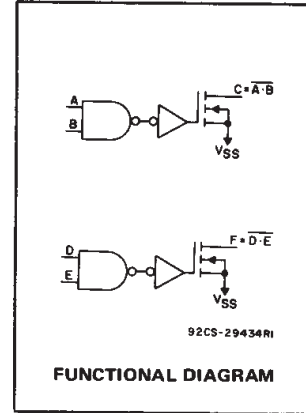 A
B
C = A·B
VSS
D
E
F = D·E
VSS
92CS-29434RI
FUNCTIONAL DIAGRAM